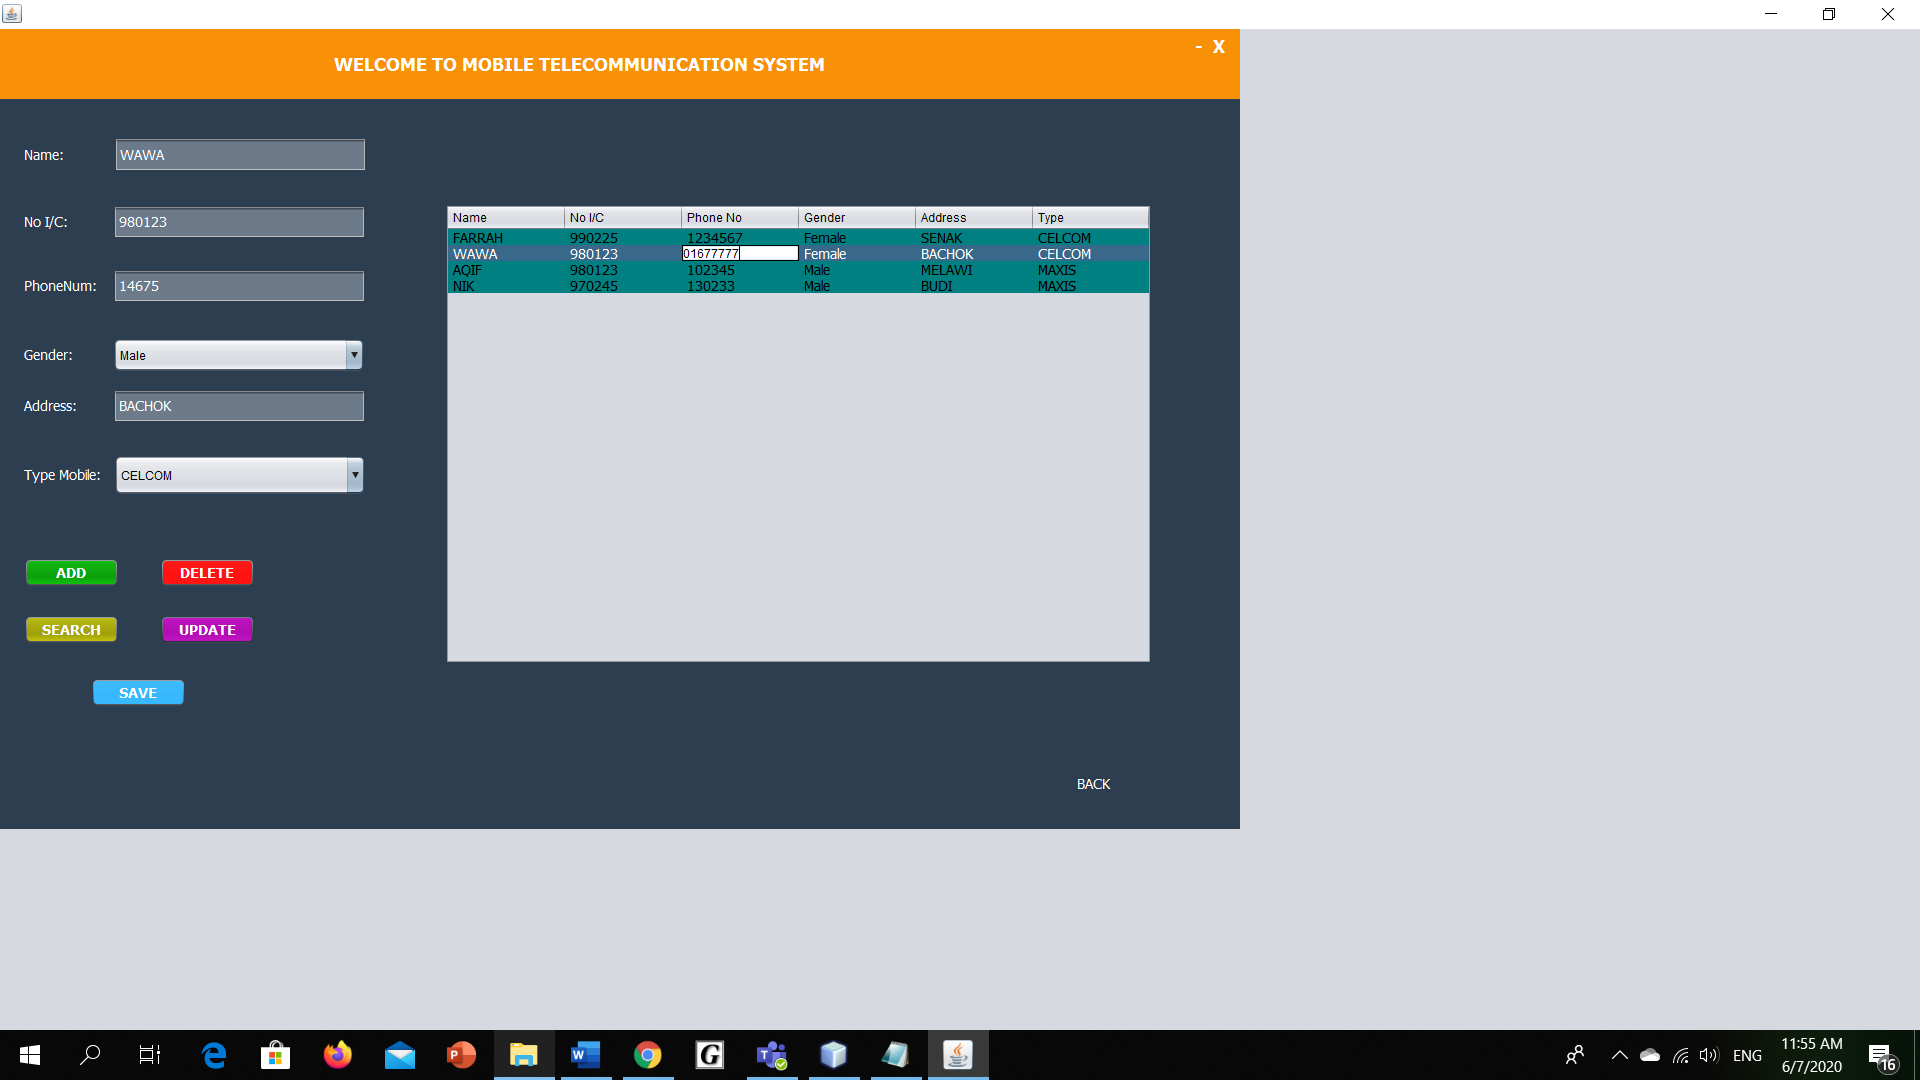 - X
WELCOME TO MOBILE TELECOMMUNICATION SYSTEM
Name: WAWA
No I/C: 980123
PhoneNum: 14675
Gender: Male
Address: BACHOK
Type Mobile: CELCOM
ADD DELETE
SEARCH UPDATE
SAVE
Name No I/C Phone No Gender Address Type
FARRAH 990225 1234567 Female SENAK CELCOM
WAWA 980123 01677777 Female BACHOK CELCOM
AQIF 980123 102345 Male MELAWI MAXIS
NIK 970245 130233 Male BUDI MAXIS
BACK
ENG
11:55 AM
6/7/2020
16